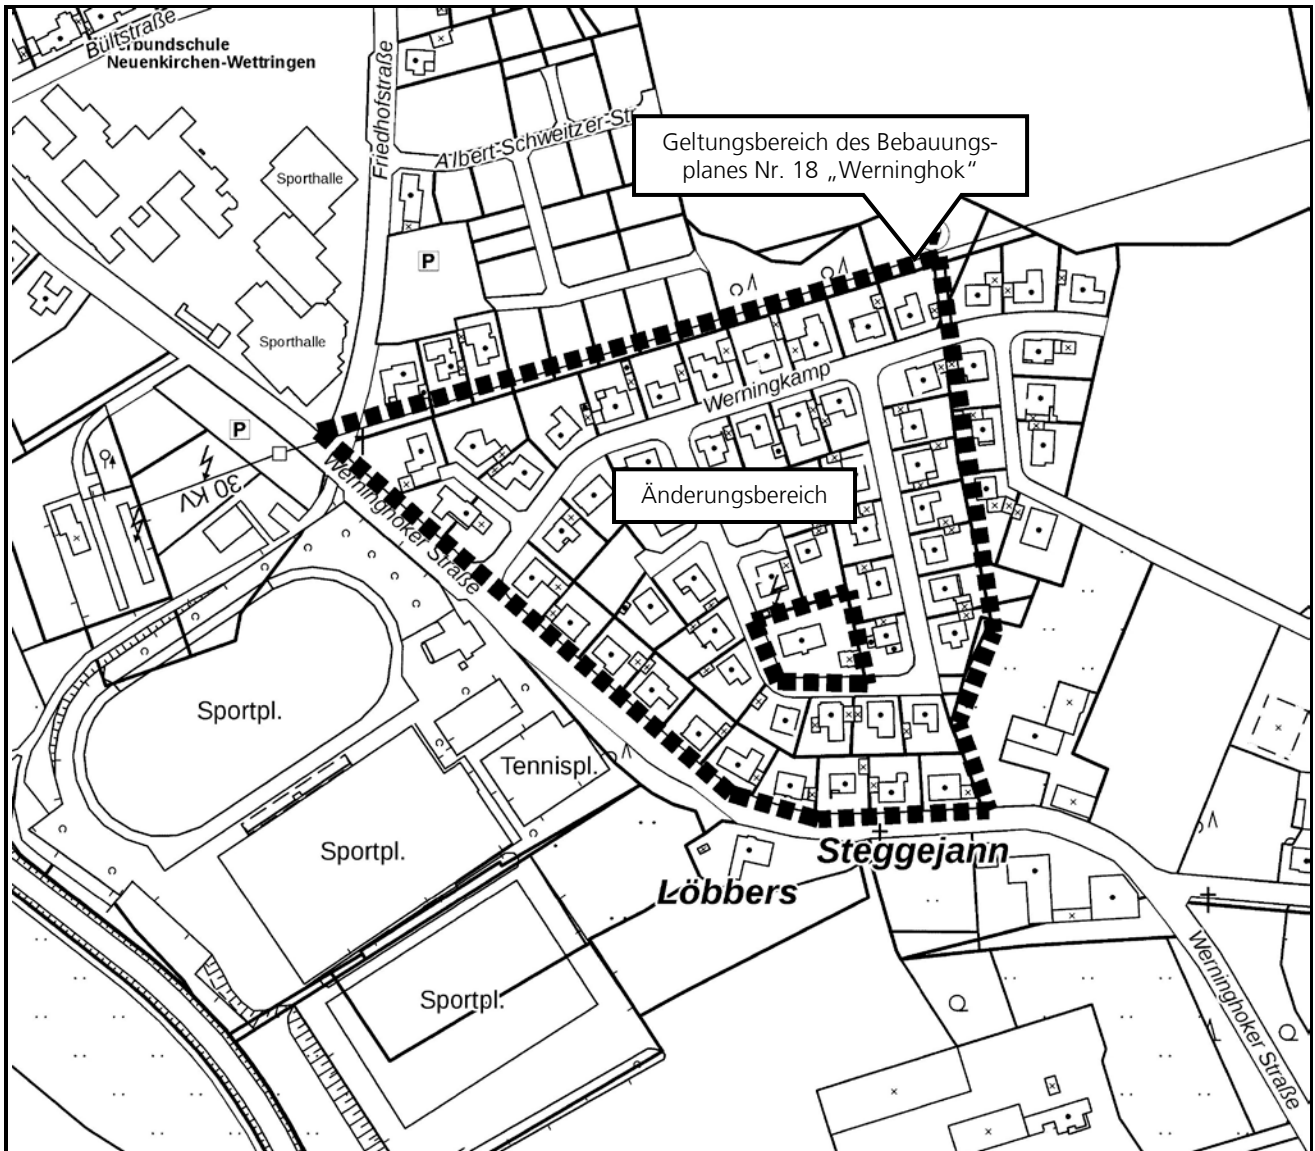 Bültstraße
rbundschule
Neuenkirchen-Wettringen
Friedhofstraße
Albert-Schweitzer-Str
Geltungsbereich des Bebauungs-
planes Nr. 18 „Werninghok“
Sporthalle
P
Sporthalle
Werningkamp
P
30 KV
Werninghoker Straße
Änderungsbereich
Sportpl.
Tennispl.
Sportpl.
Steggejann
Löbbers
Sportpl.
Werninghoker Straße